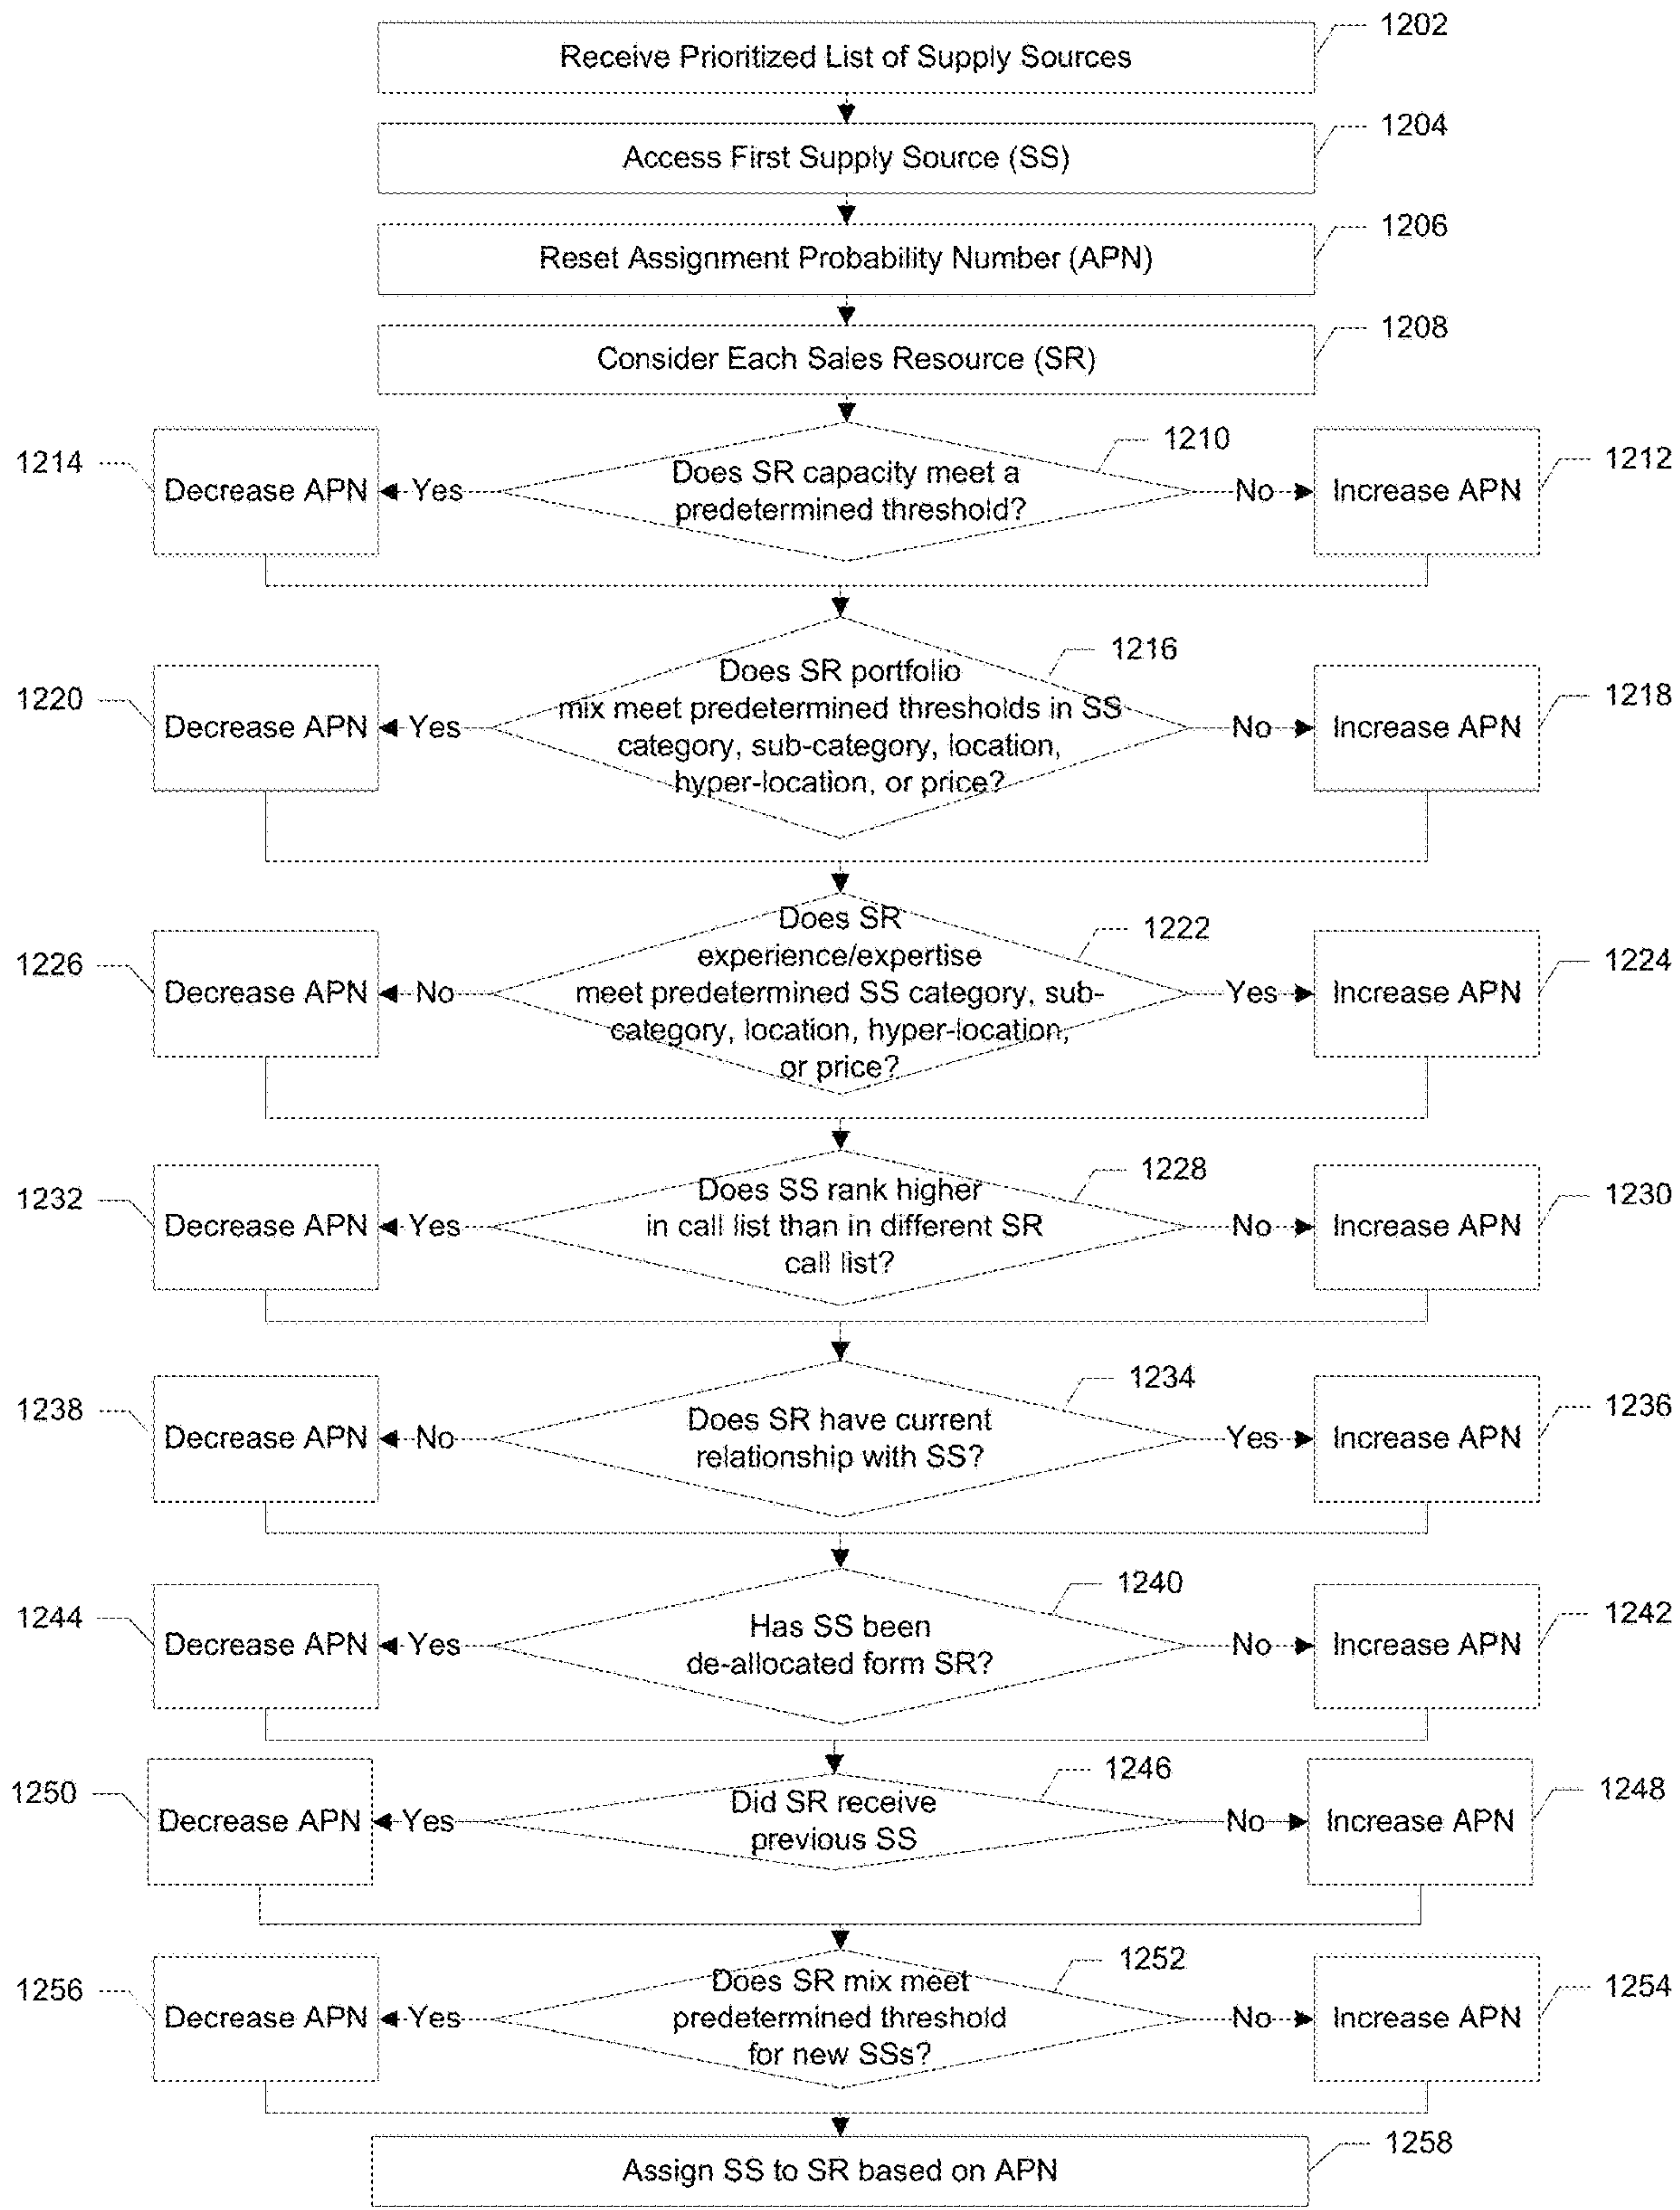 1202
Receive Prioritized List of Supply Sources
1204
Access First Supply Source (SS)
1206
Reset Assignment Probability Number (APN)
1208
Consider Each Sales Resource (SR)
1210
1214
1212
Does SR capacity meet a
predetermined threshold?
Decrease APN
Yes
No
Increase APN
1216
1220
1218
Does SR portfolio
mix meet predetermined thresholds in SS
category, sub-category, location,
hyper-location, or price?
Decrease APN
Yes
No
Increase APN
1222
1226
1224
Does SR
experience/expertise
meet predetermined SS category, sub-
category, location, hyper-location,
or price?
Decrease APN
No
Yes
Increase APN
1228
1232
1230
Does SS rank higher
in call list than in different SR
call list?
Decrease APN
Yes
No
Increase APN
1234
1238
1236
Does SR have current
relationship with SS?
Decrease APN
No
Yes
Increase APN
1240
1244
1242
Has SS been
de-allocated form SR?
Decrease APN
Yes
No
Increase APN
1246
1250
1248
Did SR receive
previous SS
Decrease APN
Yes
No
Increase APN
1252
1256
1254
Does SR mix meet
predetermined threshold
for new SSs?
Decrease APN
Yes
No
Increase APN
1258
Assign SS to SR based on APN